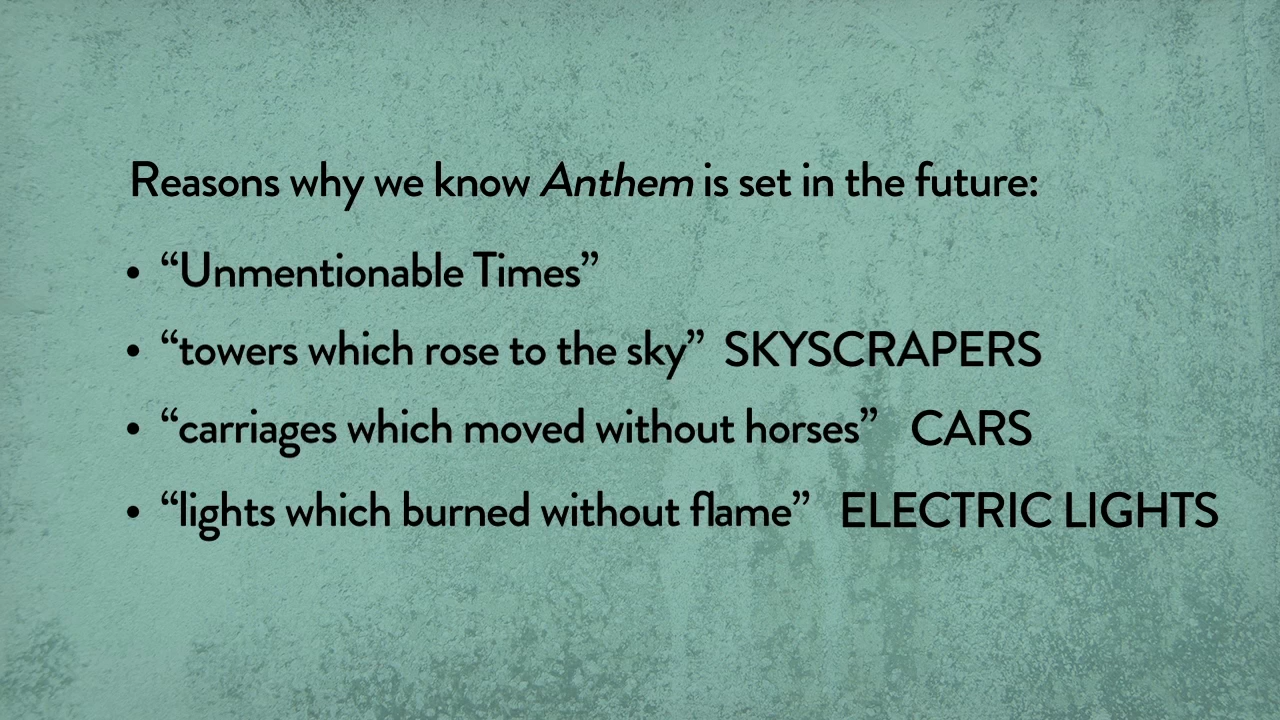 Reasons why we know Anthem is set in the future:
• “Unmentionable Times”
• “towers which rose to the sky” SKYSCRAPERS
• “carriages which moved without horses” CARS
• “lights which burned without flame” ELECTRIC LIGHTS